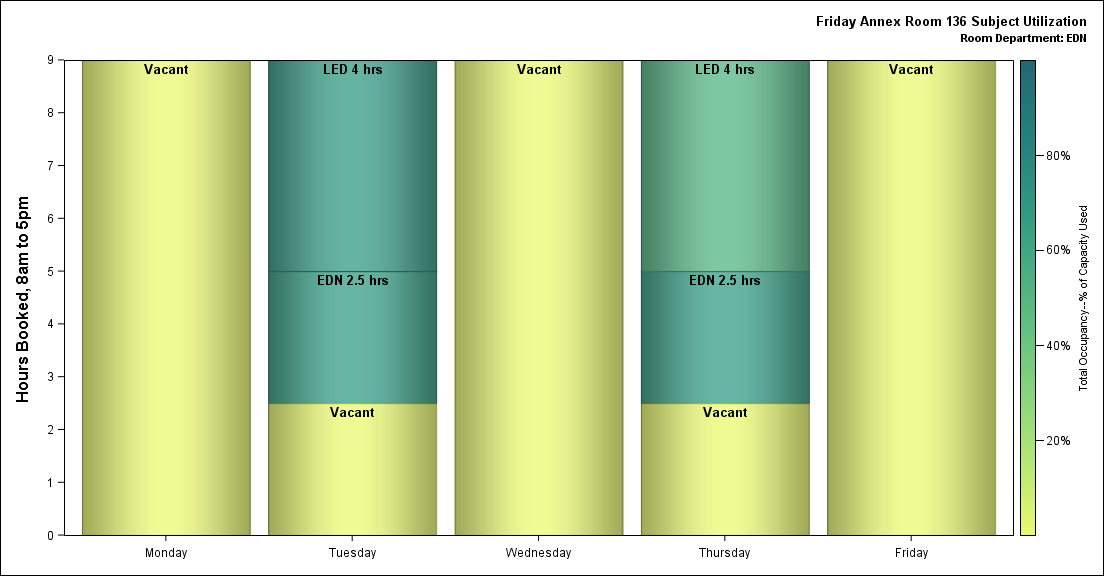 Friday Annex Room 136 Subject Utilization
Room Department: EDN
Hours Booked, 8am to 5pm
9
8
7
6
5
4
3
2
1
0
Vacant
LED 4 hrs
EDN 2.5 hrs
Vacant
Vacant
LED 4 hrs
EDN 2.5 hrs
Vacant
Vacant
Monday
Tuesday
Wednesday
Thursday
Friday
80%
60%
40%
20%
Total Occupancy--% of Capacity Used